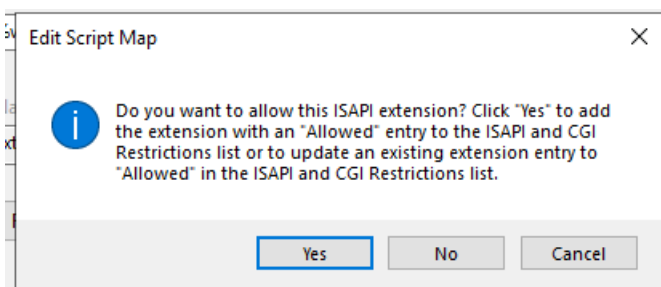 Edit Script Map
Do you want to allow this ISAPI extension? Click "Yes" to add
the extension with an "Allowed" entry to the ISAPI and CGI
Restrictions list or to update an existing extension entry to
"Allowed" in the ISAPI and CGI Restrictions list.
Yes
No
Cancel